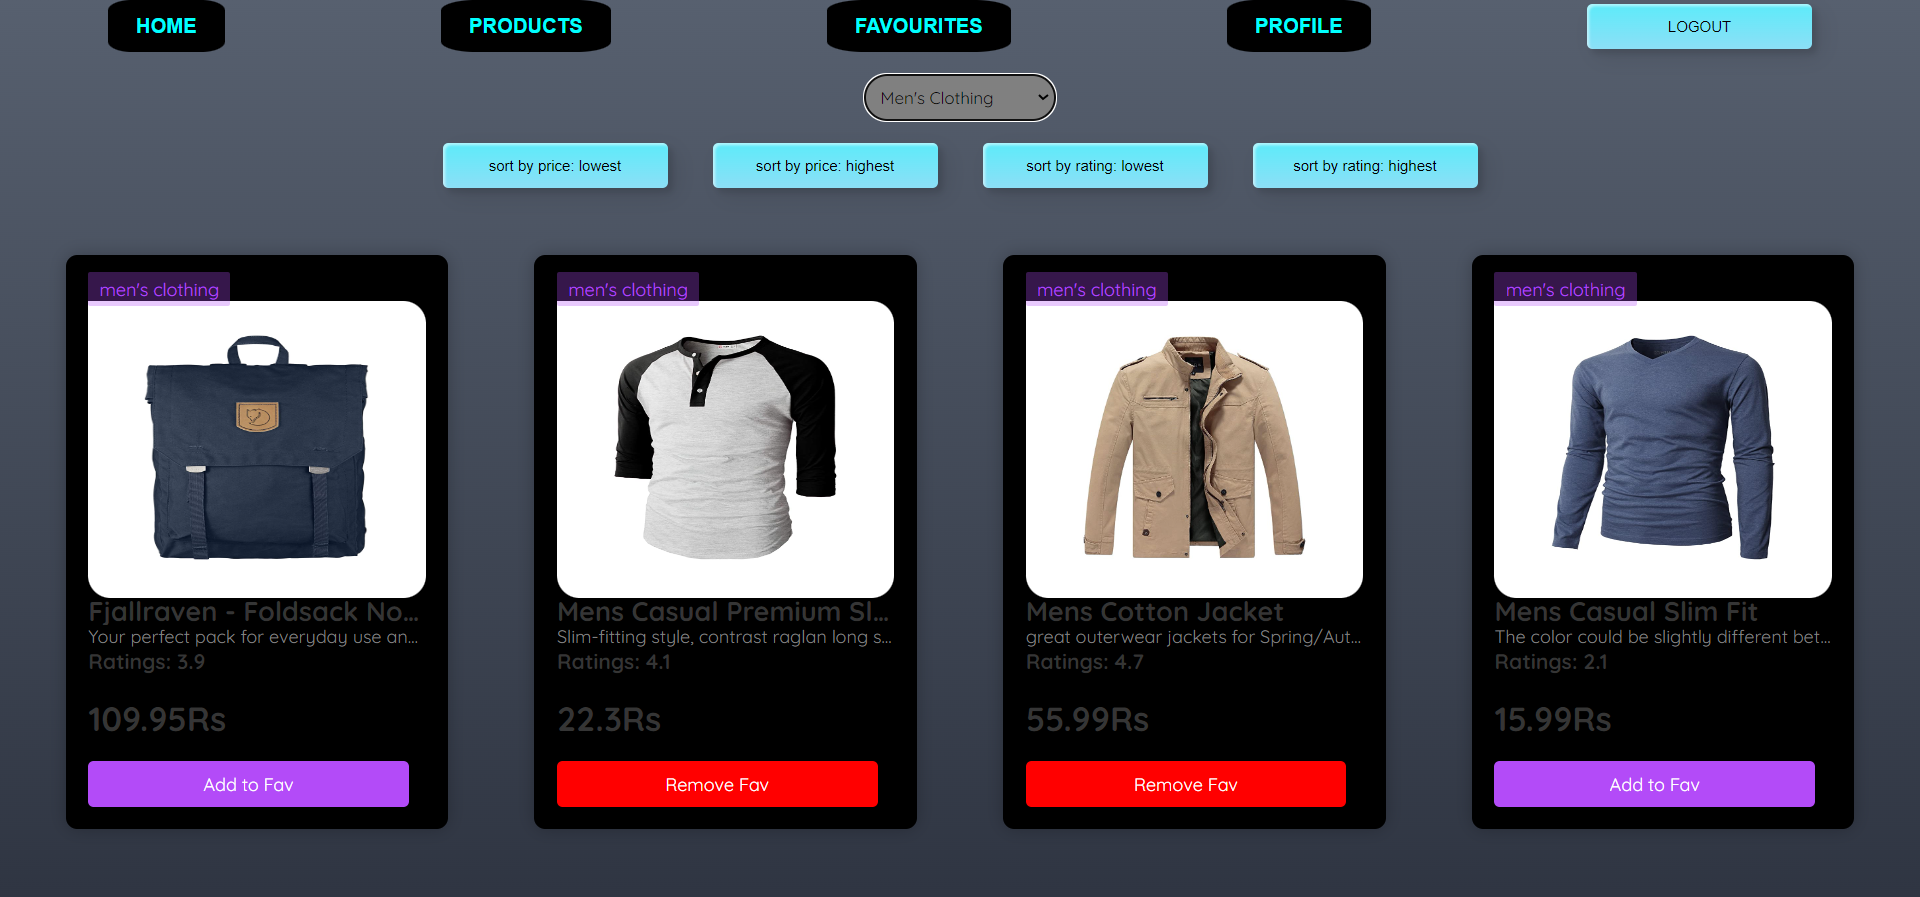 HOME
PRODUCTS
FAVOURITES
PROFILE
LOGOUT
Men's Clothing
sort by price: lowest
sort by price: highest
sort by rating: lowest
sort by rating: highest
men's clothing
Fjallraven - Foldsack No...
Your perfect pack for everyday use an...
Ratings: 3.9
109.95Rs
Add to Fav
men's clothing
Mens Casual Premium Sl...
Slim-fitting style, contrast raglan long s...
Ratings: 4.1
22.3Rs
Remove Fav
men's clothing
Mens Cotton Jacket
great outerwear jackets for Spring/Aut...
Ratings: 4.7
55.99Rs
Remove Fav
men's clothing
Mens Casual Slim Fit
The color could be slightly different bet...
Ratings: 2.1
15.99Rs
Add to Fav